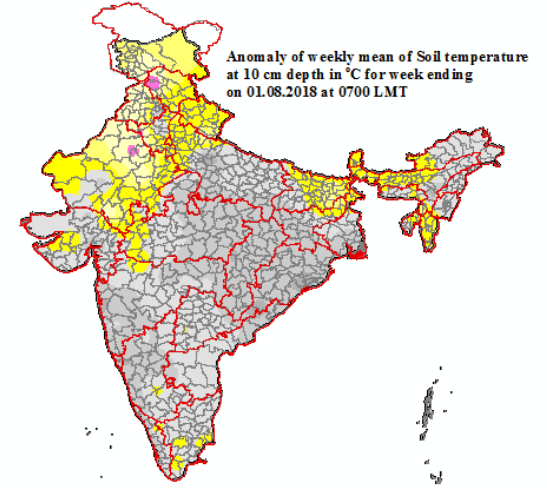 Anomaly of weekly mean of Soil temperature
at 10 cm depth in °C for week ending
on 01.08.2018 at 0700 LMT